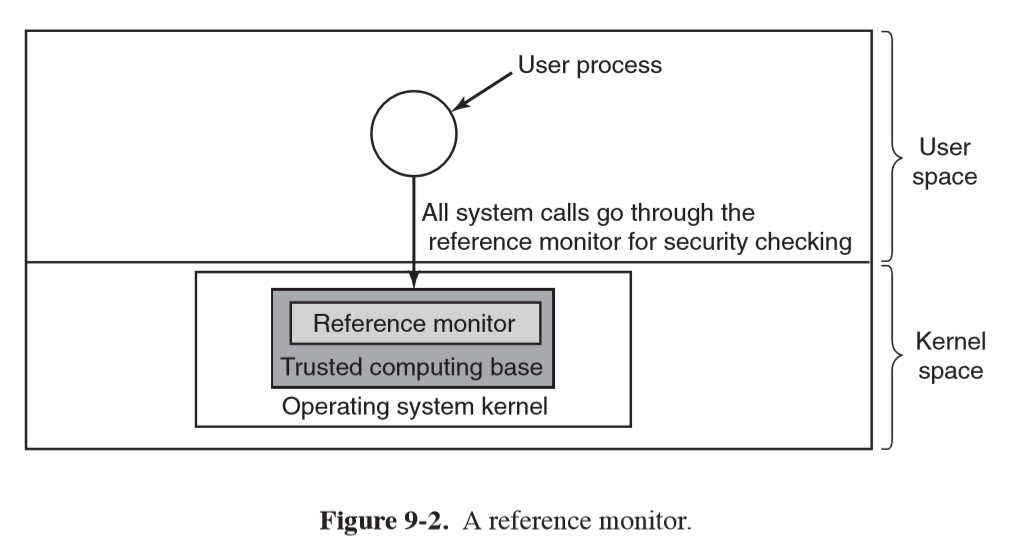 User process
User
space
All system calls go through the
reference monitor for security checking
Reference monitor
Trusted computing base
Operating system kernel
Kernel
space
Figure 9-2. A reference monitor.